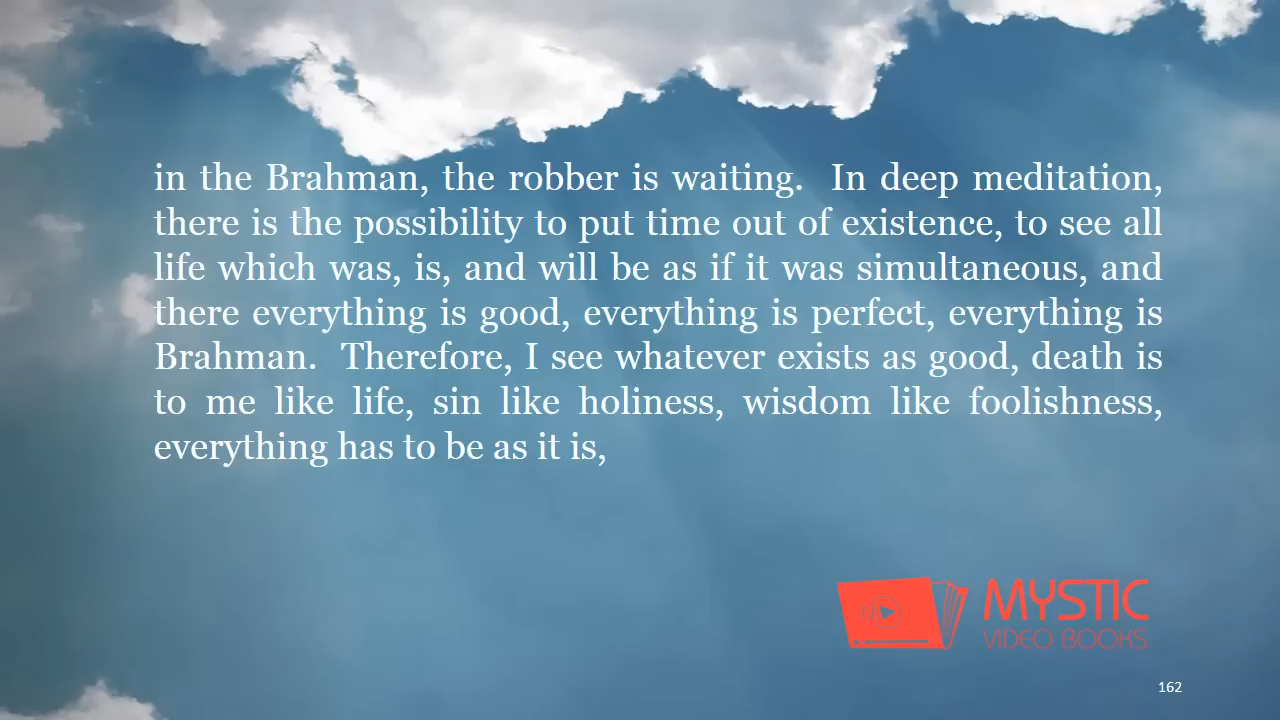 in the Brahman, the robber is waiting.  In deep meditation,
there is the possibility to put time out of existence, to see all
life which was, is, and will be as if it was simultaneous, and
there everything is good, everything is perfect, everything is
Brahman.  Therefore, I see whatever exists as good, death is
to me like life, sin like holiness, wisdom like foolishness,
everything has to be as it is,
MYSTIC
VIDEO BOOKS
162